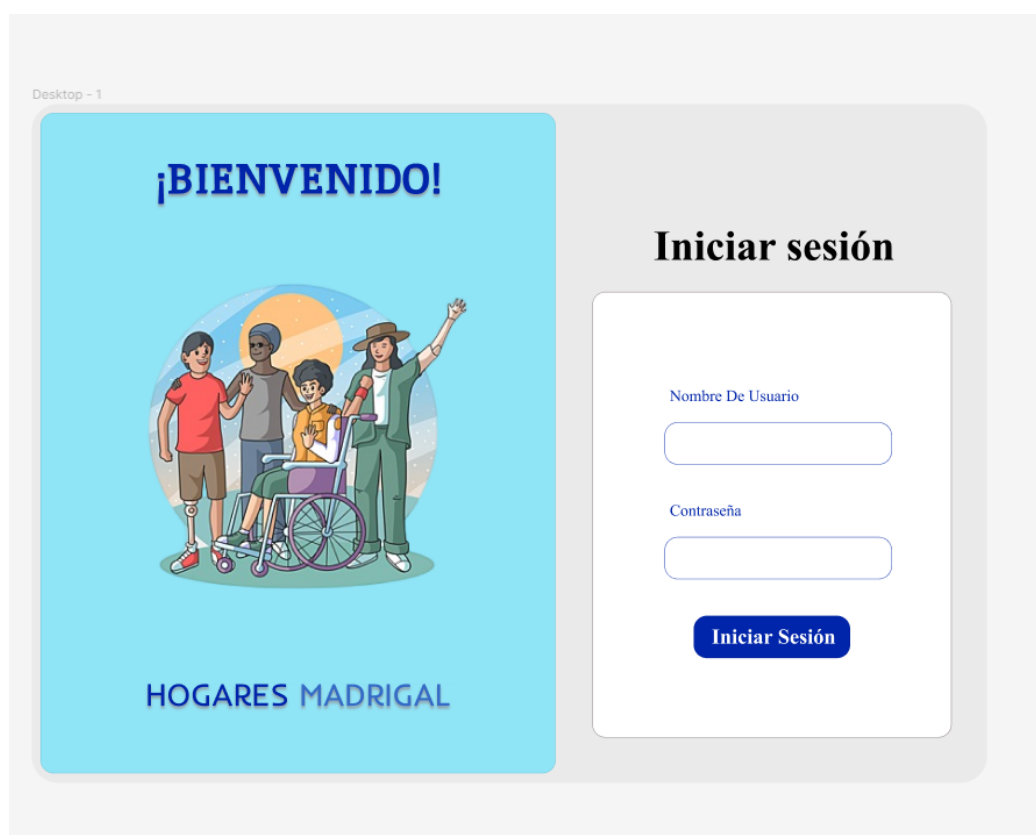 Desktop - 1
¡BIENVENIDO!
HOGARES MADRIGAL
Iniciar sesión
Nombre De Usuario
Contraseña
Iniciar Sesión